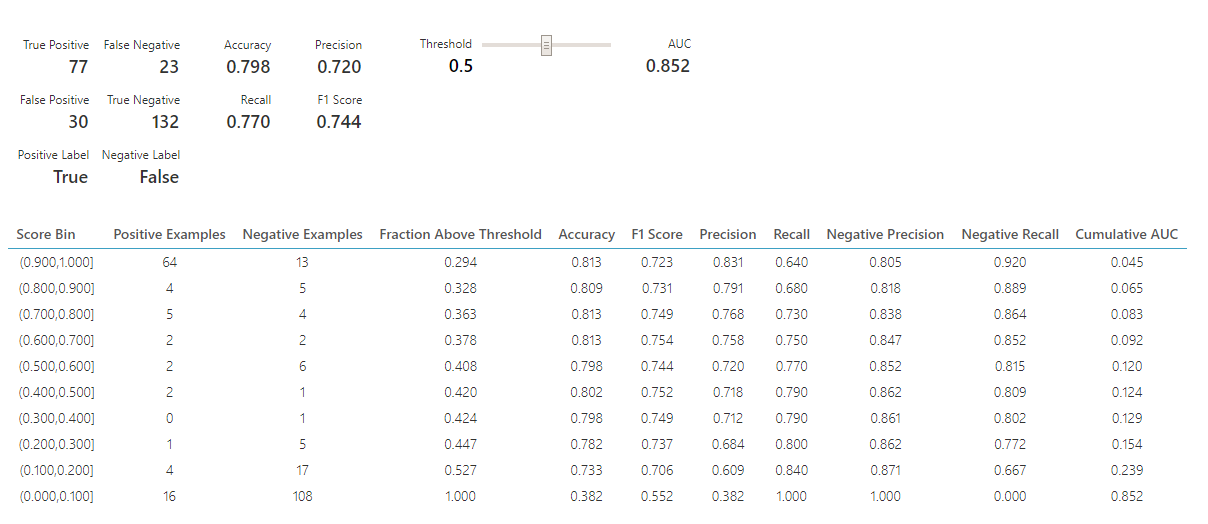 True Positive False Negative Accuracy Precision Threshold AUC
77 23 0.798 0.720 0.5 0.852
False Positive True Negative Recall F1 Score
30 132 0.770 0.744
Positive Label Negative Label
True False
Score Bin Positive Examples Negative Examples Fraction Above Threshold Accuracy F1 Score Precision Recall Negative Precision Negative Recall Cumulative AUC
(0.900,1.000] 64 13 0.294 0.813 0.723 0.831 0.640 0.805 0.920 0.045
(0.800,0.900] 4 5 0.328 0.809 0.731 0.791 0.680 0.818 0.889 0.065
(0.700,0.800] 5 4 0.363 0.813 0.749 0.768 0.730 0.838 0.864 0.083
(0.600,0.700] 2 2 0.378 0.813 0.754 0.758 0.750 0.847 0.852 0.092
(0.500,0.600] 2 6 0.408 0.798 0.744 0.720 0.770 0.852 0.815 0.120
(0.400,0.500] 2 1 0.420 0.802 0.752 0.718 0.790 0.862 0.809 0.124
(0.300,0.400] 0 1 0.424 0.798 0.749 0.712 0.790 0.861 0.802 0.129
(0.200,0.300] 1 5 0.447 0.782 0.737 0.684 0.800 0.862 0.772 0.154
(0.100,0.200] 4 17 0.527 0.733 0.706 0.609 0.840 0.871 0.667 0.239
(0.000,0.100] 16 108 1.000 0.382 0.552 0.382 1.000 1.000 0.000 0.852